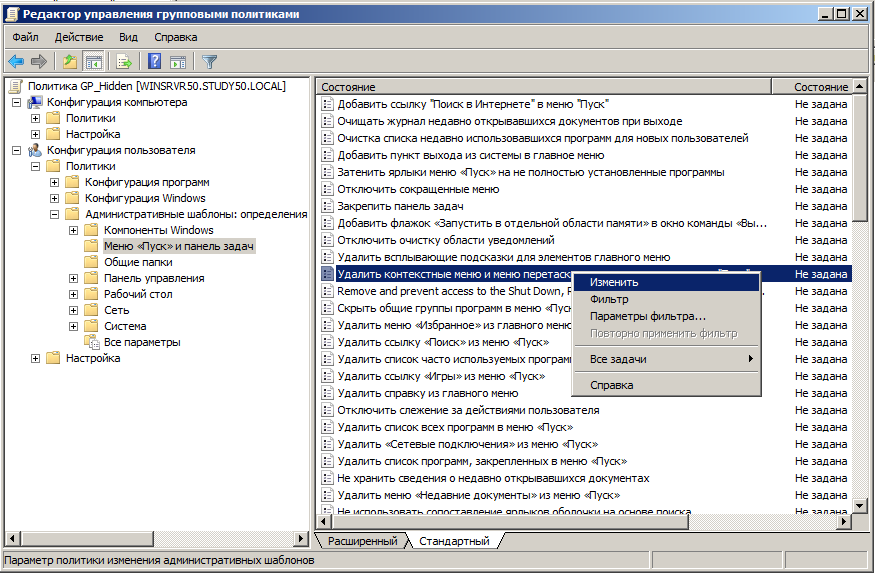 Редактор управления групповыми политиками
Файл Действие Вид Справка
Политика GP_Hidden [WINSRVR50.STUDY50.LOCAL]
Конфигурация компьютера
Политики
Настройка
Конфигурация пользователя
Политики
Конфигурация программ
Конфигурация Windows
Административные шаблоны: определения
Компоненты Windows
Меню «Пуск» и панель задач
Общие папки
Панель управления
Рабочий стол
Сеть
Система
Все параметры
Настройка
Состояние Состояние
Добавить ссылку "Поиск в Интернете" в меню "Пуск" Не задана
Очищать журнал недавно открывавшихся документов при выходе Не задана
Очистка списка недавно использовавшихся программ для новых пользователей Не задана
Добавить пункт выхода из системы в главное меню Не задана
Затенить ярлыки меню «Пуск» на не полностью установленные программы Не задана
Отключить сокращенные меню Не задана
Закрепить панель задач Не задана
Добавить флажок «Запустить в отдельной области памяти» в окно команды «Вы... Не задана
Отключить очистку области уведомлений Не задана
Удалить всплывающие подсказки для элементов главного меню Не задана
Удалить контекстные меню и меню перетаск Не задана
Remove and prevent access to the Shut Down, R Не задана
Скрыть общие группы программ в меню «Пус Не задана
Удалить меню «Избранное» из главного меню Не задана
Удалить ссылку «Поиск» из меню «Пуск» Не задана
Удалить список часто используемых програм Не задана
Удалить ссылку «Игры» из меню «Пуск» Не задана
Удалить справку из главного меню Не задана
Отключить слежение за действиями пользователя Не задана
Удалить список всех программ в меню «Пуск» Не задана
Удалить «Сетевые подключения» из меню «Пуск» Не задана
Удалить список программ, закрепленных в меню «Пуск» Не задана
Не хранить сведения о недавно открывавшихся документах Не задана
Удалить меню «Недавние документы» из меню «Пуск» Не задана
Не использовать сопоставление ярлыков оболочки на основе поиска Не задана
Изменить
Фильтр
Параметры фильтра...
Повторно применить фильтр
Все задачи
Справка
Расширенный Стандартный
Параметр политики изменения административных шаблонов